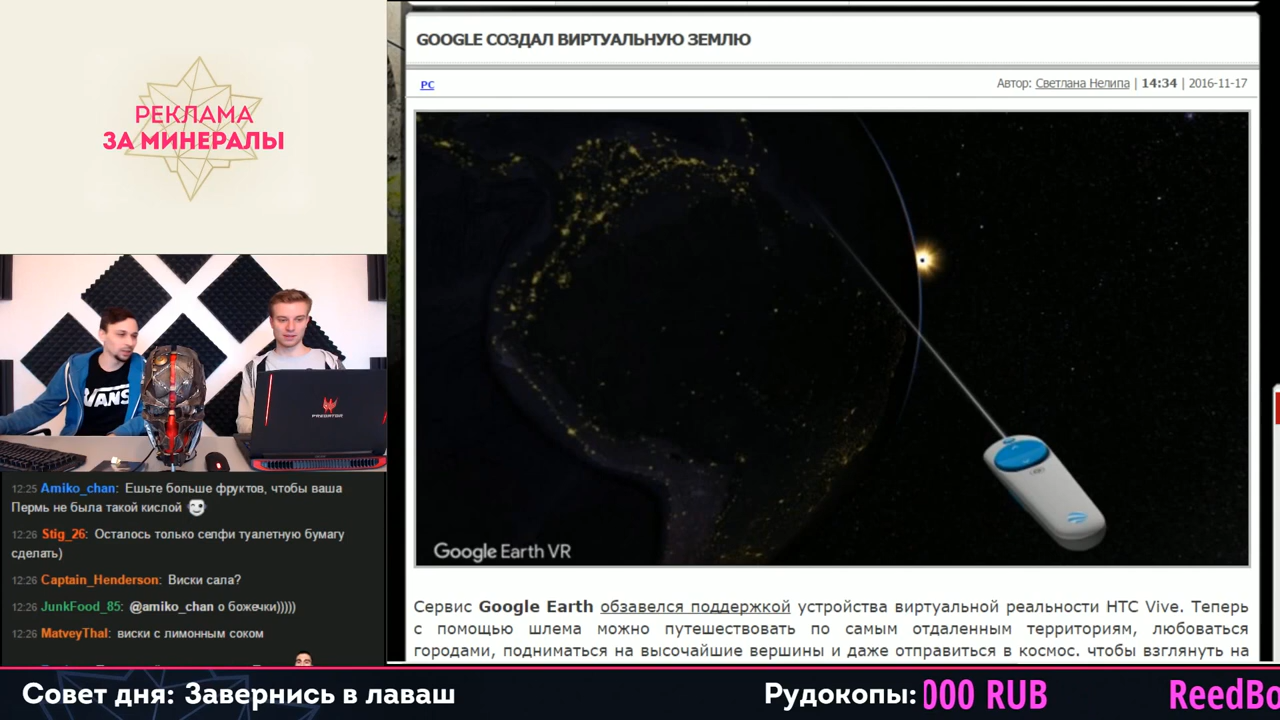 РЕКЛАМА
ЗА МИНЕРАЛЫ
VANS
PREDATOR
12:25 Amiko_chan: Ешьте больше фруктов, чтобы ваша
Пермь не была такой кислой
12:26 Stig_26: Осталось только селфи туалетную бумагу
сделать)
12:26 Captain_Henderson: Виски сала?
12:26 JunkFood_85: @amiko_chan о божечки)))))
12:26 MatveyThal: виски с лимонным соком
GOOGLE СОЗДАЛ ВИРТУАЛЬНУЮ ЗЕМЛЮ
PC
Автор: Светлана Нелипа | 14:34 | 2016-11-17
Google Earth VR
Сервис Google Earth обзавелся поддержкой устройства виртуальной реальности HTC Vive. Теперь
с помощью шлема можно путешествовать по самым отдаленным территориям, любоваться
городами, подниматься на высочайшие вершины и даже отправиться в космос, чтобы взглянуть на
Совет дня: Завернись в лаваш
Рудокопы: 000 RUB ReedBo